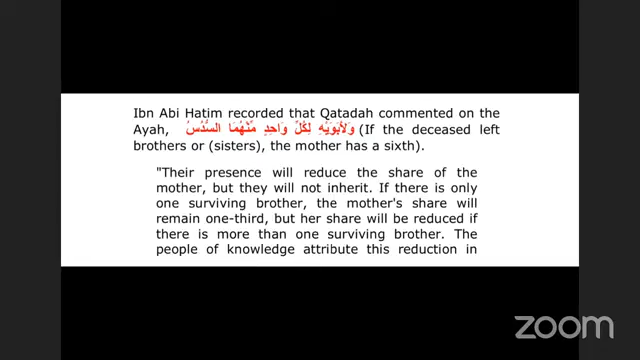 Ibn Abi Hatim recorded that Qatadah commented on the
Ayah, وَلأَبَوَيْهِ لِكُلِّ وَاحِدٍ مِّنْهُمَا السُّدُسُ (If the deceased left
brothers or (sisters), the mother has a sixth).
"Their presence will reduce the share of the
mother, but they will not inherit. If there is only
one surviving brother, the mother's share will
remain one-third, but her share will be reduced if
there is more than one surviving brother. The
people of knowledge attribute this reduction in
zoom